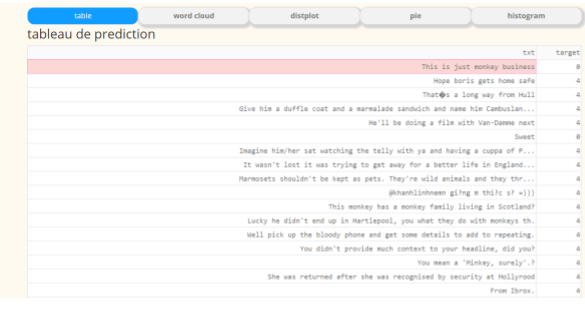 table word cloud distplot pie histogram
tableau de prediction
txt target
This is just monkey business 0
Hope boris gets home safe 4
That�s a long way from Hull 4
Give him a duffle coat and a marmalade sandwich and name him Cambuslan... 4
He'll be doing a film with Van-Damme next 4
Sweet 0
Imagine him/her sat watching the telly with ya and having a cuppa of P... 4
It wasn't lost it was trying to get away for a better life in England... 4
Marmosets shouldn't be kept as pets. They're wild animals and they thr... 4
@khanhlinhnemn gi?ng m thi?c s? =))) 4
This monkey has a monkey family living in Scotland? 4
Lucky he didn't end up in Hartlepool, you what they do with monkeys th. 4
Well pick up the bloody phone and get some details to add to repeating. 4
You didn't provide much context to your headline, did you? 4
You mean a 'Minkey, surely'.? 4
She was returned after she was recognised by security at Hollyrood 4
From Ibrox. 4